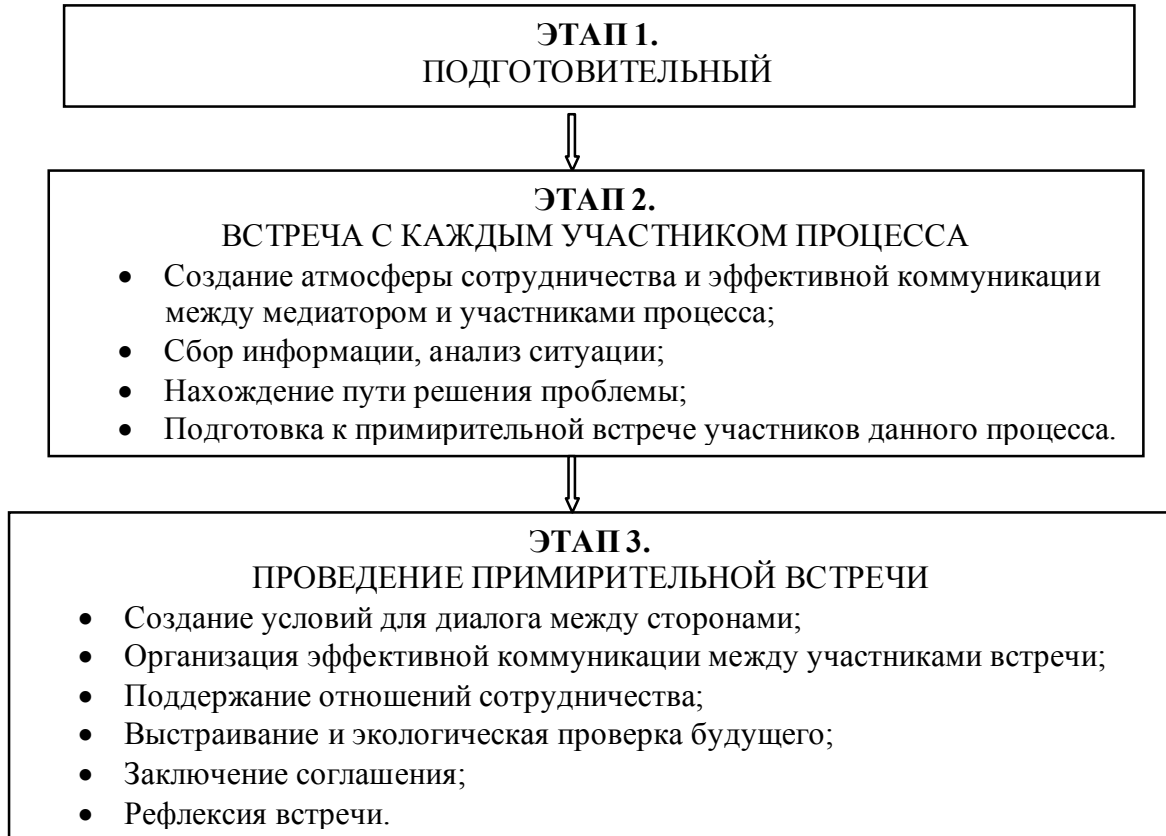 ЭТАП 1.
ПОДГОТОВИТЕЛЬНЫЙ
ЭТАП 2.
ВСТРЕЧА С КАЖДЫМ УЧАСТНИКОМ ПРОЦЕССА
• Создание атмосферы сотрудничества и эффективной коммуникации
между медиатором и участниками процесса;
• Сбор информации, анализ ситуации;
• Нахождение пути решения проблемы;
• Подготовка к примирительной встрече участников данного процесса.
ЭТАП 3.
ПРОВЕДЕНИЕ ПРИМИРИТЕЛЬНОЙ ВСТРЕЧИ
• Создание условий для диалога между сторонами;
• Организация эффективной коммуникации между участниками встречи;
• Поддержание отношений сотрудничества;
• Выстраивание и экологическая проверка будущего;
• Заключение соглашения;
• Рефлексия встречи.